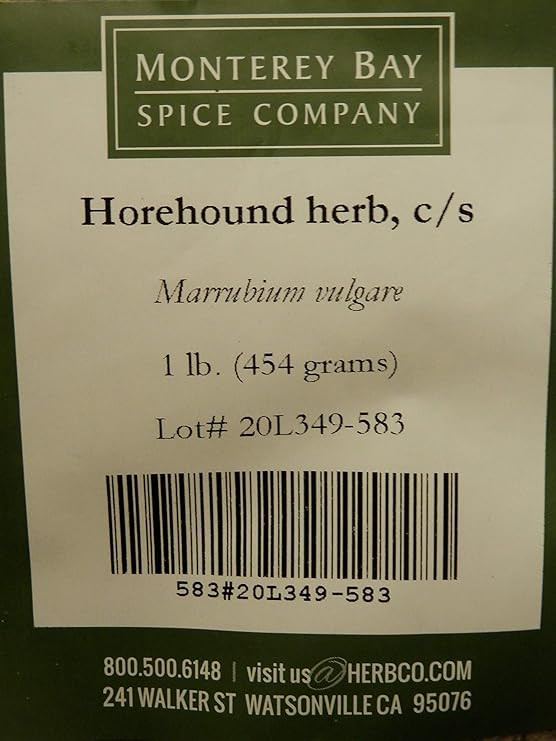 MONTEREY BAY
SPICE COMPANY
Horehound herb, c/s
Marrubium vulgare
1 lb. (454 grams)
Lot# 20L349-583
583#20L349-583
800.500.6148 | visit us@HERBCO.COM
241 WALKER ST WATSONVILLE CA 95076